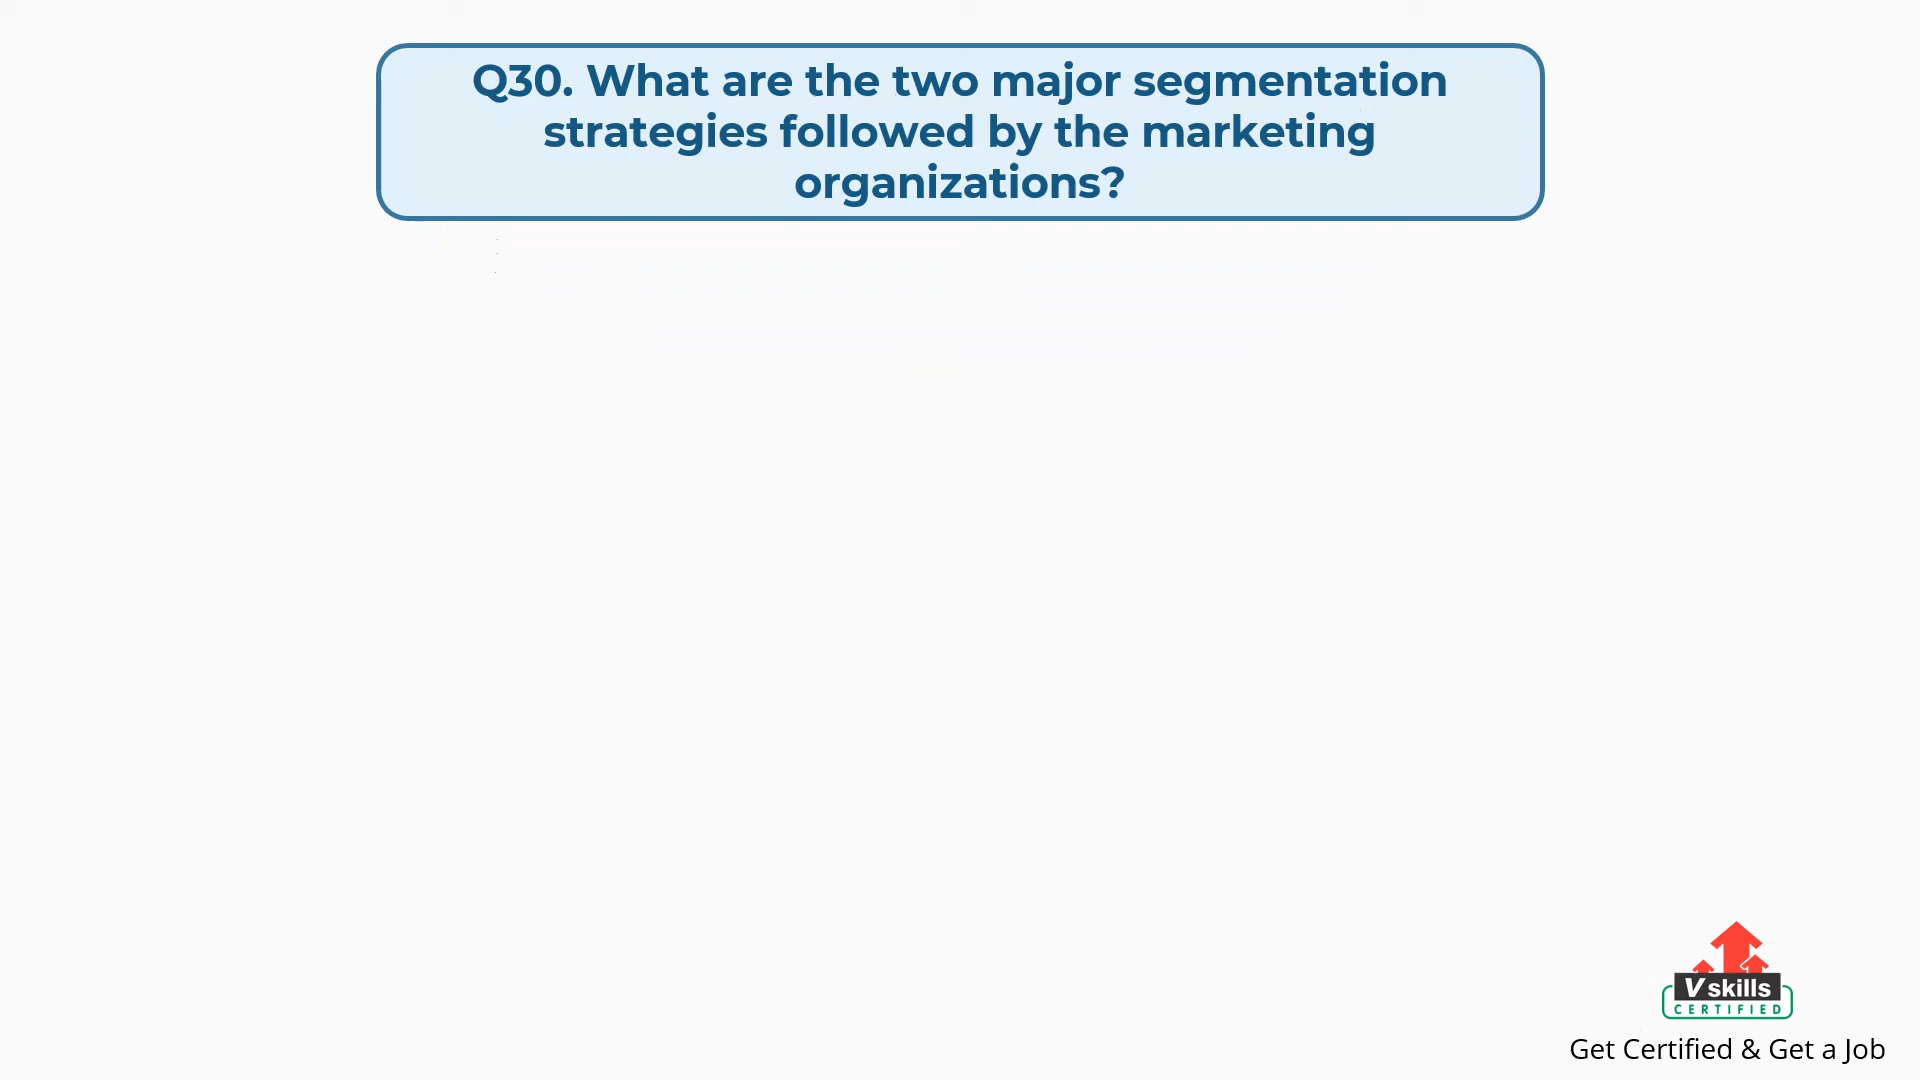 Q30. What are the two major segmentation
strategies followed by the marketing
organizations?
Vskills
CERTIFIED
Get Certified & Get a Job